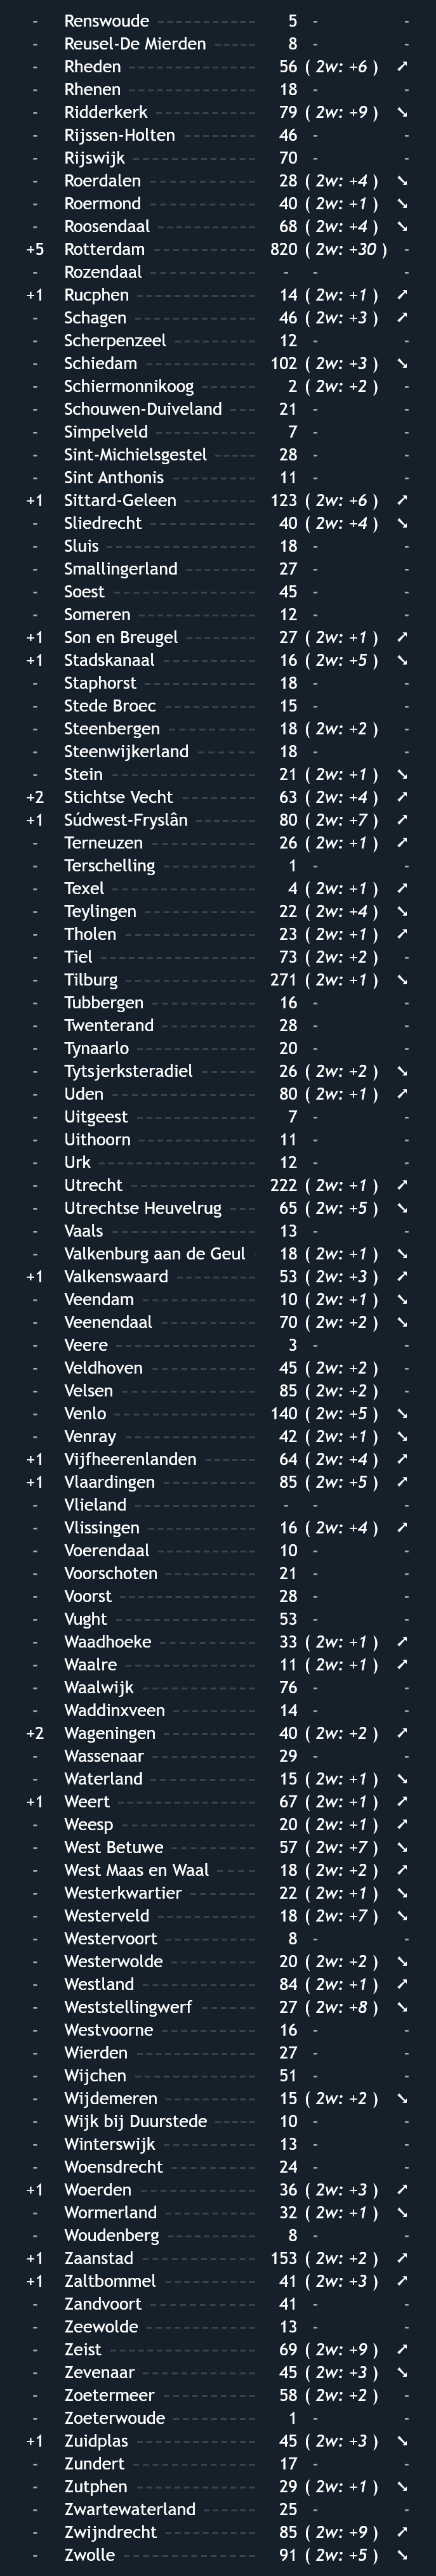 - Renswoude 5 - -
- Reusel-De Mierden 8 - -
- Rheden 56 ( 2w: +6 ) ➚
- Rhenen 18 - -
- Ridderkerk 79 ( 2w: +9 ) ➘
- Rijssen-Holten 46 - -
- Rijswijk 70 - -
- Roerdalen 28 ( 2w: +4 ) ➘
- Roermond 40 ( 2w: +1 ) ➘
- Roosendaal 68 ( 2w: +4 ) ➘
+5 Rotterdam 820 ( 2w: +30 ) -
- Rozendaal - - -
+1 Rucphen 14 ( 2w: +1 ) ➚
- Schagen 46 ( 2w: +3 ) ➚
- Scherpenzeel 12 - -
- Schiedam 102 ( 2w: +3 ) ➘
- Schiermonnikoog 2 ( 2w: +2 ) -
- Schouwen-Duiveland 21 - -
- Simpelveld 7 - -
- Sint-Michielsgestel 28 - -
- Sint Anthonis 11 - -
+1 Sittard-Geleen 123 ( 2w: +6 ) ➚
- Sliedrecht 40 ( 2w: +4 ) ➘
- Sluis 18 - -
- Smallingerland 27 - -
- Soest 45 - -
- Someren 12 - -
+1 Son en Breugel 27 ( 2w: +1 ) ➚
+1 Stadskanaal 16 ( 2w: +5 ) ➘
- Staphorst 18 - -
- Stede Broec 15 - -
- Steenbergen 18 ( 2w: +2 ) -
- Steenwijkerland 18 - -
- Stein 21 ( 2w: +1 ) ➘
+2 Stichtse Vecht 63 ( 2w: +4 ) ➚
+1 Súdwest-Fryslân 80 ( 2w: +7 ) ➚
- Terneuzen 26 ( 2w: +1 ) ➚
- Terschelling 1 - -
- Texel 4 ( 2w: +1 ) ➚
- Teylingen 22 ( 2w: +4 ) ➘
- Tholen 23 ( 2w: +1 ) ➚
- Tiel 73 ( 2w: +2 ) -
- Tilburg 271 ( 2w: +1 ) ➘
- Tubbergen 16 - -
- Twenterand 28 - -
- Tynaarlo 20 - -
- Tytsjerksteradiel 26 ( 2w: +2 ) ➘
- Uden 80 ( 2w: +1 ) ➚
- Uitgeest 7 - -
- Uithoorn 11 - -
- Urk 12 - -
- Utrecht 222 ( 2w: +1 ) ➚
- Utrechtse Heuvelrug 65 ( 2w: +5 ) ➘
- Vaals 13 - -
- Valkenburg aan de Geul 18 ( 2w: +1 ) ➘
+1 Valkenswaard 53 ( 2w: +3 ) ➚
- Veendam 10 ( 2w: +1 ) ➘
- Veenendaal 70 ( 2w: +2 ) ➘
- Veere 3 - -
- Veldhoven 45 ( 2w: +2 ) -
- Velsen 85 ( 2w: +2 ) -
- Venlo 140 ( 2w: +5 ) ➘
- Venray 42 ( 2w: +1 ) ➘
+1 Vijfheerenlanden 64 ( 2w: +4 ) ➚
+1 Vlaardingen 85 ( 2w: +5 ) ➚
- Vlieland - - -
- Vlissingen 16 ( 2w: +4 ) ➚
- Voerendaal 10 - -
- Voorschoten 21 - -
- Voorst 28 - -
- Vught 53 - -
- Waadhoeke 33 ( 2w: +1 ) ➚
- Waalre 11 ( 2w: +1 ) ➚
- Waalwijk 76 - -
- Waddinxveen 14 - -
+2 Wageningen 40 ( 2w: +2 ) ➚
- Wassenaar 29 - -
- Waterland 15 ( 2w: +1 ) ➘
+1 Weert 67 ( 2w: +1 ) ➚
- Weesp 20 ( 2w: +1 ) ➚
- West Betuwe 57 ( 2w: +7 ) ➘
- West Maas en Waal 18 ( 2w: +2 ) ➚
- Westerkwartier 22 ( 2w: +1 ) ➘
- Westerveld 18 ( 2w: +7 ) ➘
- Westervoort 8 - -
- Westerwolde 20 ( 2w: +2 ) ➘
- Westland 84 ( 2w: +1 ) ➚
- Weststellingwerf 27 ( 2w: +8 ) ➘
- Westvoorne 16 - -
- Wierden 27 - -
- Wijchen 51 - -
- Wijdemeren 15 ( 2w: +2 ) ➘
- Wijk bij Duurstede 10 - -
- Winterswijk 13 - -
- Woensdrecht 24 - -
+1 Woerden 36 ( 2w: +3 ) ➚
- Wormerland 32 ( 2w: +1 ) ➘
- Woudenberg 8 - -
+1 Zaanstad 153 ( 2w: +2 ) ➚
+1 Zaltbommel 41 ( 2w: +3 ) ➚
- Zandvoort 41 - -
- Zeewolde 13 - -
- Zeist 69 ( 2w: +9 ) ➚
- Zevenaar 45 ( 2w: +3 ) ➘
- Zoetermeer 58 ( 2w: +2 ) -
- Zoeterwoude 1 - -
+1 Zuidplas 45 ( 2w: +3 ) ➘
- Zundert 17 - -
- Zutphen 29 ( 2w: +1 ) ➘
- Zwartewaterland 25 - -
- Zwijndrecht 85 ( 2w: +9 ) ➚
- Zwolle 91 ( 2w: +5 ) ➘